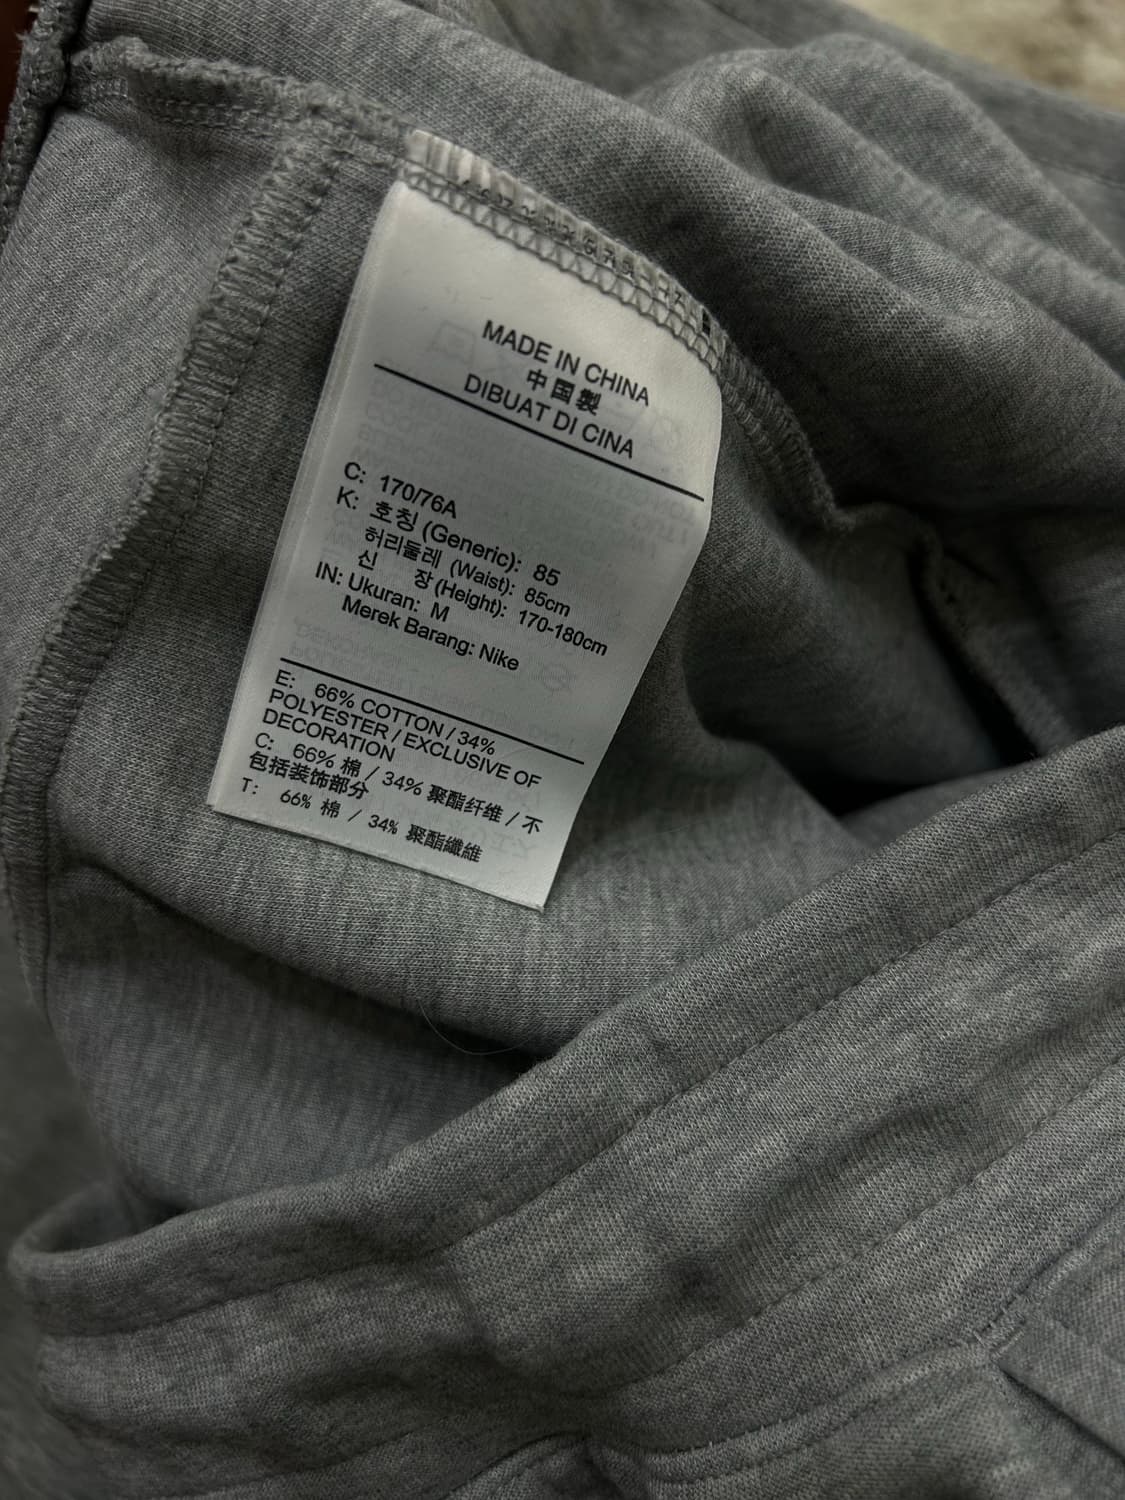 MADE IN CHINA
中国製
DIBUAT DI CINA
C: 170/76A
K: 호칭 (Generic): 85
허리둘레 (Waist): 85cm
신 장 (Height): 170-180cm
IN: Ukuran: M
Merek Barang: Nike
E: 66% COTTON / 34%
POLYESTER / EXCLUSIVE OF
DECORATION
C: 66% 棉 / 34% 聚酯纤维 / 不
包括装饰部分
T: 66% 棉 / 34% 聚酯纖維